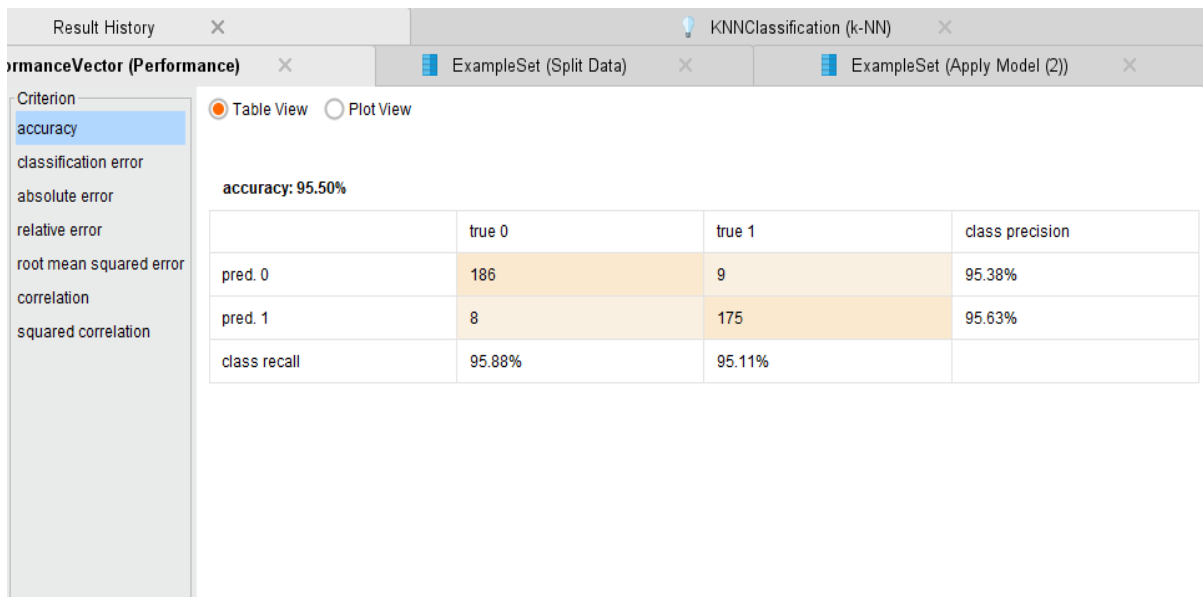 Result History
KNNClassification (k-NN)
ormanceVector (Performance)
ExampleSet (Split Data)
ExampleSet (Apply Model (2))
Criterion
accuracy
classification error
absolute error
relative error
root mean squared error
correlation
squared correlation
Table View Plot View
accuracy: 95.50%
true 0 true 1 class precision
pred. 0 186 9 95.38%
pred. 1 8 175 95.63%
class recall 95.88% 95.11%